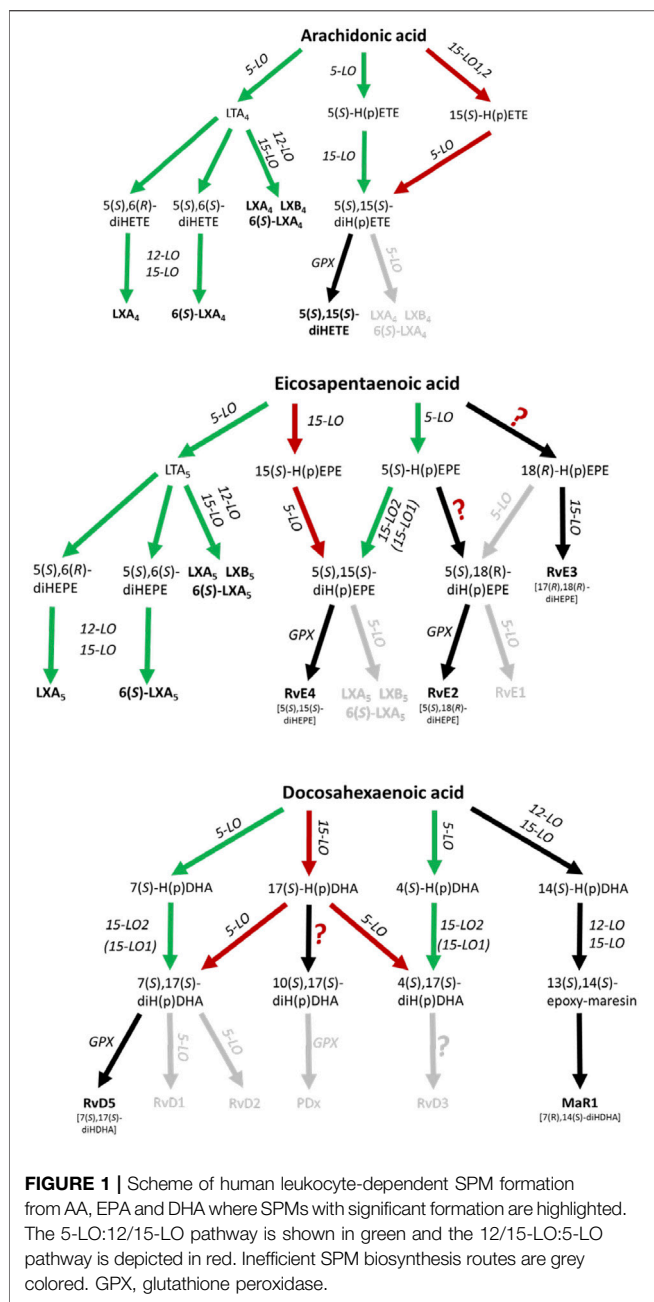 Arachidonic acid
5-LO
5-LO
15-LO1,2
LTA4
5(S)-H(p)ETE
15(S)-H(p)ETE
12-LO
15-LO
15-LO
5-LO
5(S),6(R)-
diHETE
5(S),6(S)-
diHETE
LXA4 LXB4
6(S)-LXA4
5(S),15(S)-
diH(p)ETE
12-LO
15-LO
GPX
5-LO
LXA4
6(S)-LXA4
5(S),15(S)-
diHETE
LXA4 LXB4
6(S)-LXA4
Eicosapentaenoic acid
5-LO
15-LO
5-LO
?
LTA5
15(S)-H(p)EPE
5(S)-H(p)EPE
18(R)-H(p)EPE
12-LO
15-LO
5-LO
15-LO2
(15-LO1)
?
5-LO
15-LO
5(S),6(R)-
diHEPE
5(S),6(S)-
diHEPE
LXA5 LXB5
6(S)-LXA5
5(S),15(S)-
diH(p)EPE
5(S),18(R)-
diH(p)EPE
RvE3
[17(R),18(R)-
diHEPE]
12-LO
15-LO
GPX
5-LO
GPX
5-LO
LXA5
6(S)-LXA5
RvE4
[5(S),15(S)-
diHEPE]
LXA5 LXB5
6(S)-LXA5
RvE2
[5(S),18(R)-
diHEPE]
RvE1
Docosahexaenoic acid
5-LO
15-LO
5-LO
12-LO
15-LO
7(S)-H(p)DHA
17(S)-H(p)DHA
4(S)-H(p)DHA
14(S)-H(p)DHA
15-LO2
(15-LO1)
5-LO
?
5-LO
15-LO2
(15-LO1)
12-LO
15-LO
7(S),17(S)-
diH(p)DHA
10(S),17(S)-
diH(p)DHA
4(S),17(S)-
diH(p)DHA
13(S),14(S)-
epoxy-maresin
GPX
5-LO
5-LO
GPX
?
RvD5
[7(S),17(S)-
diHDHA]
RvD1
RvD2
PDx
RvD3
MaR1
[7(R),14(S)-diHDHA]
FIGURE 1 | Scheme of human leukocyte-dependent SPM formation
from AA, EPA and DHA where SPMs with significant formation are highlighted.
The 5-LO:12/15-LO pathway is shown in green and the 12/15-LO:5-LO
pathway is depicted in red. Inefficient SPM biosynthesis routes are grey
colored. GPX, glutathione peroxidase.